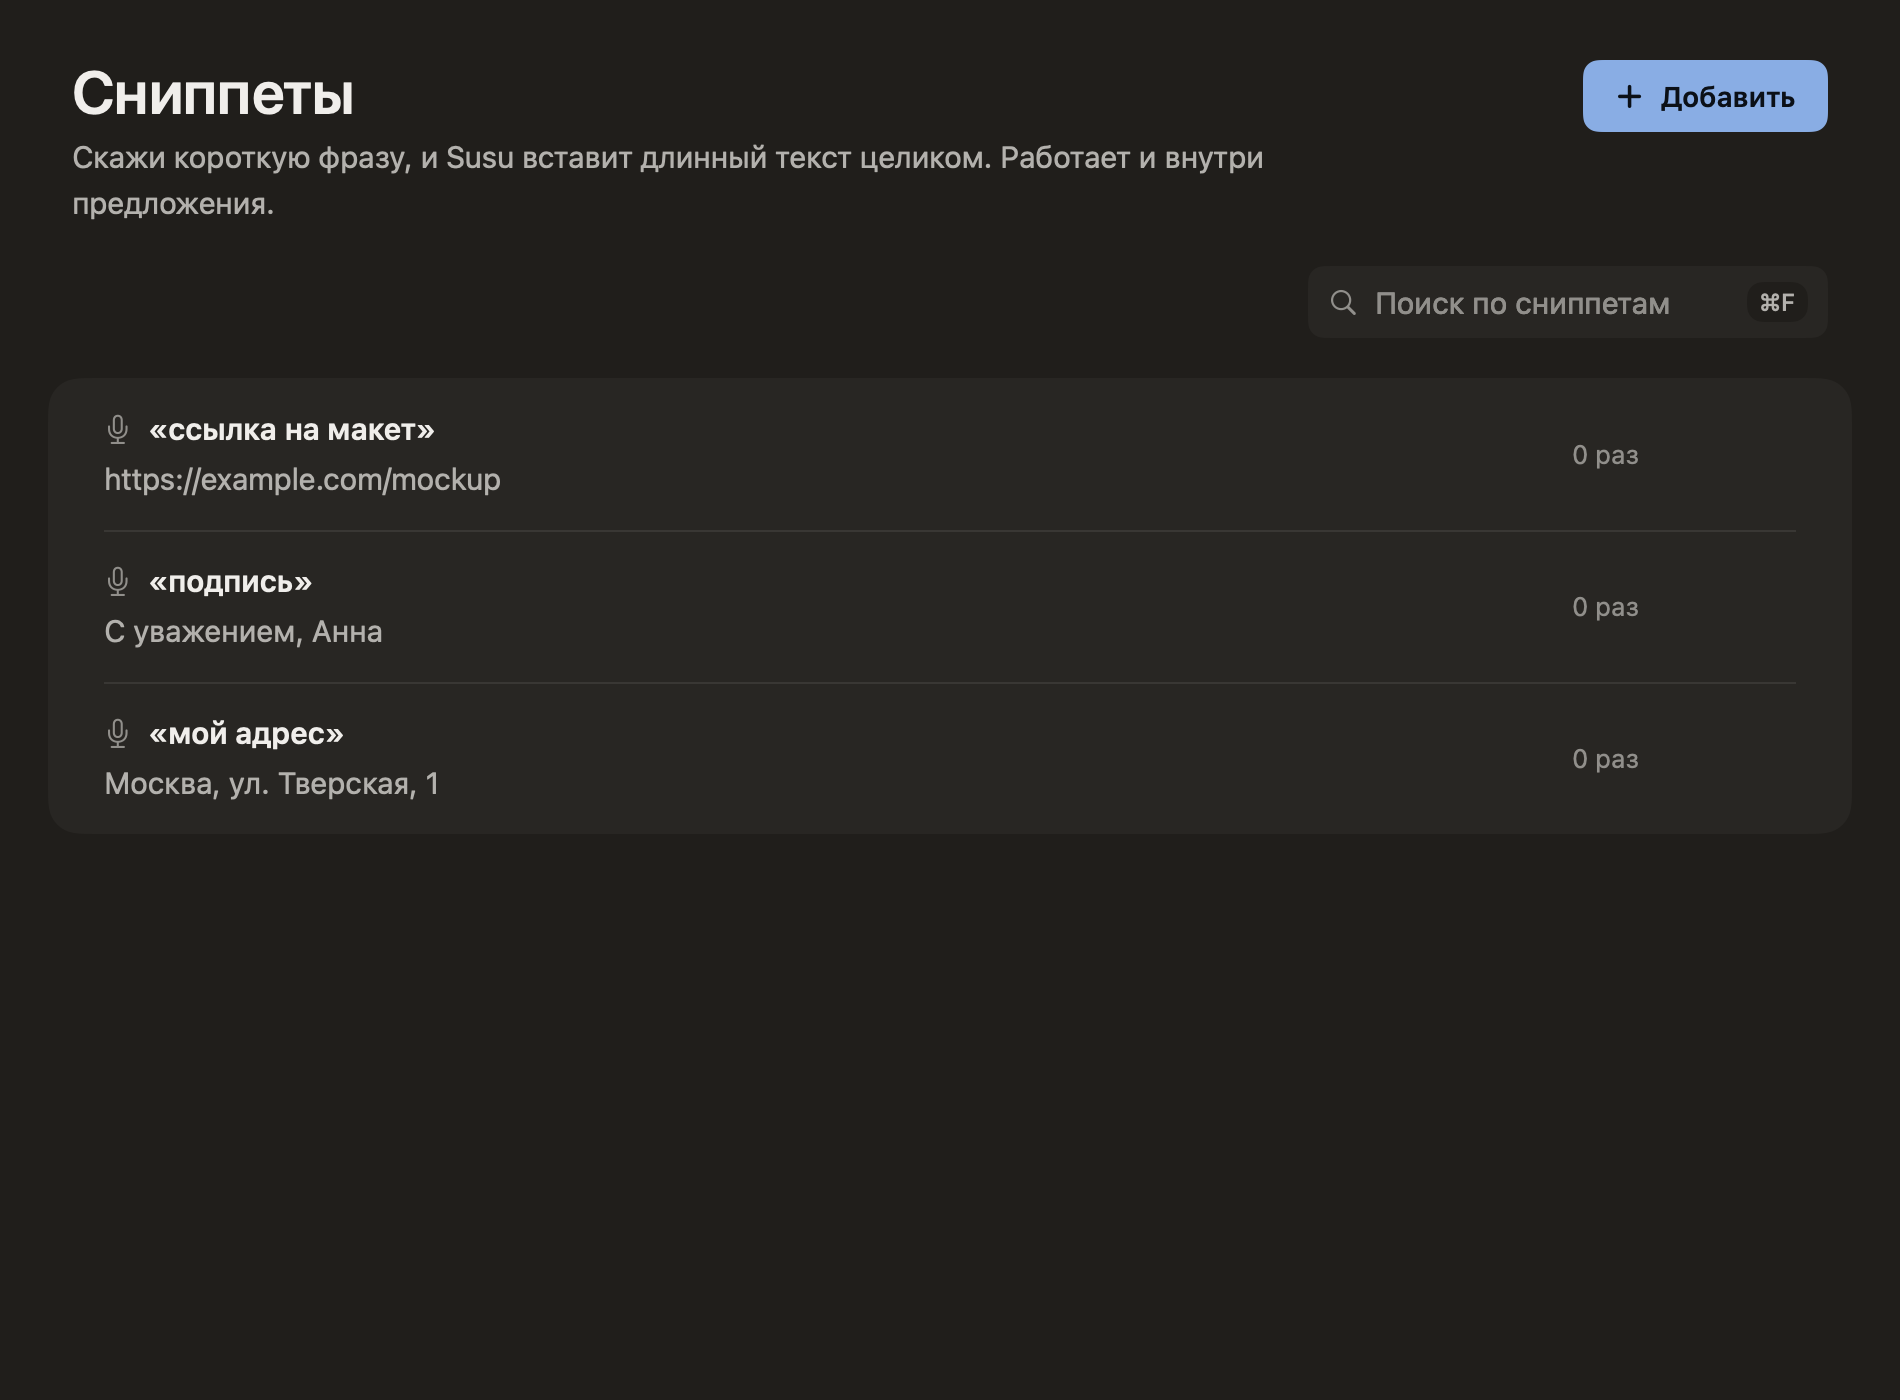 Сниппеты
+ Добавить
Скажи короткую фразу, и Susu вставит длинный текст целиком. Работает и внутри
предложения.
Поиск по сниппетам ⌘F
«ссылка на макет»
https://example.com/mockup
0 раз
«подпись»
С уважением, Анна
0 раз
«мой адрес»
Москва, ул. Тверская, 1
0 раз